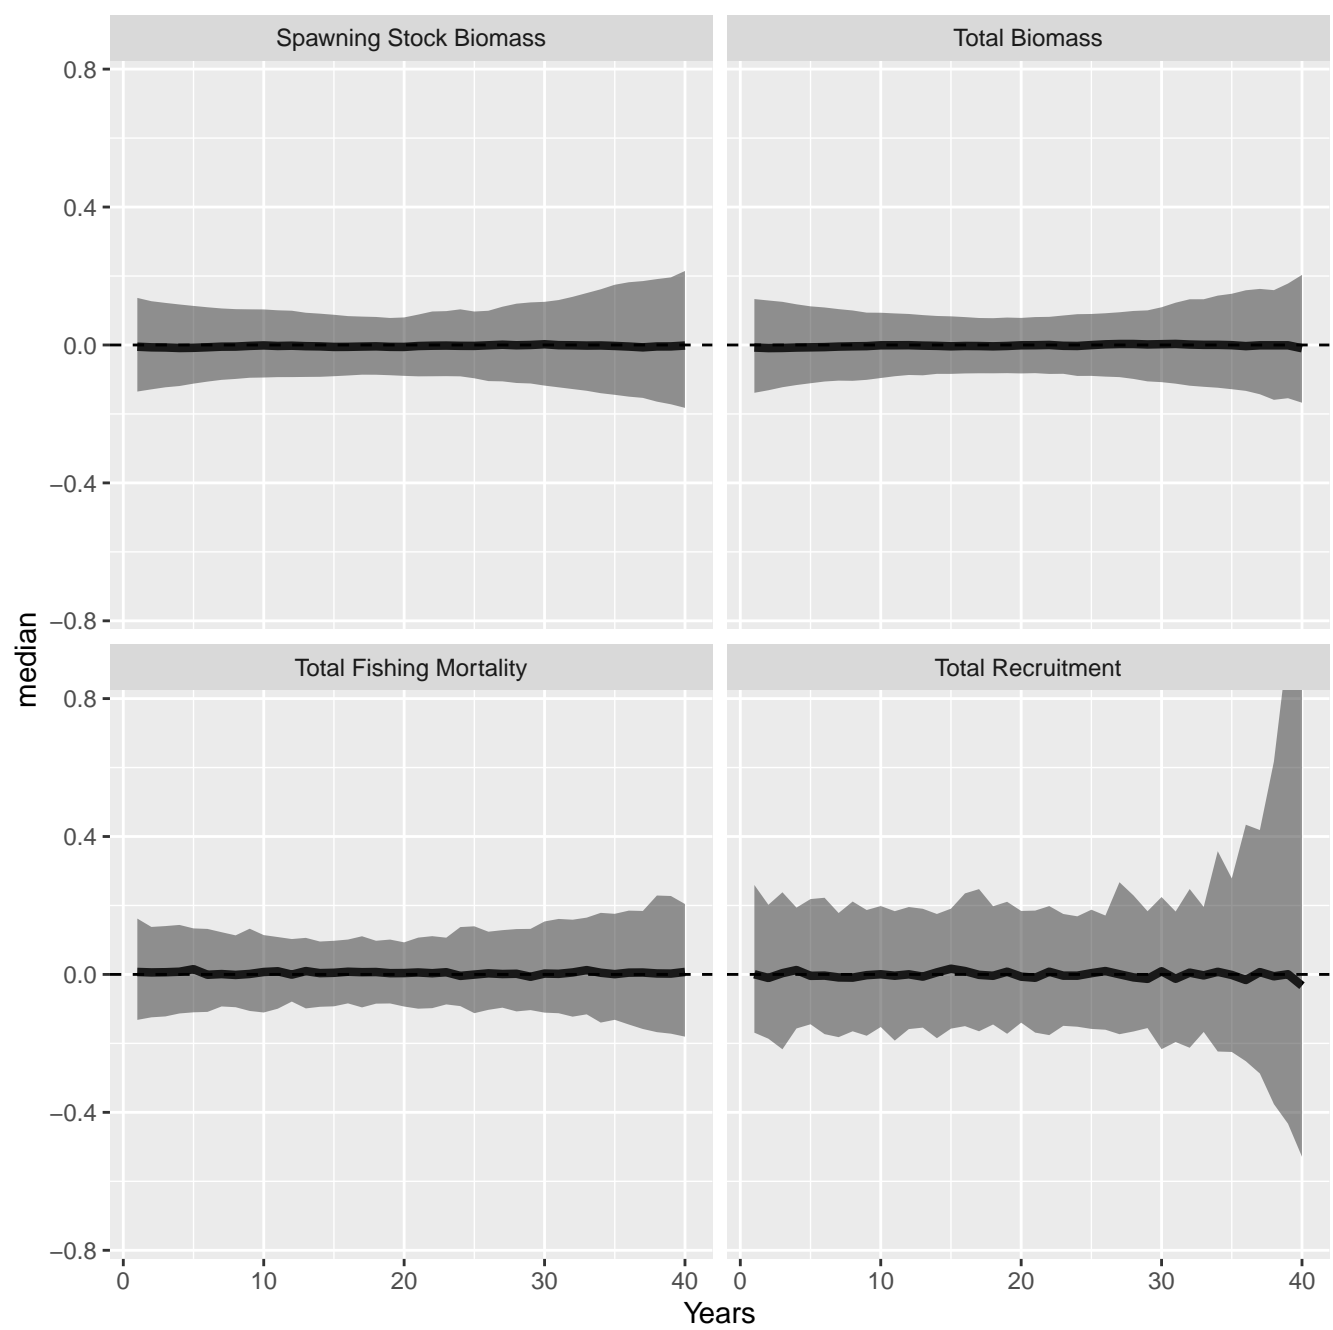 Spawning Stock Biomass
Total Biomass
0.8
0.4
0.0
−0.4
−0.8
median
Total Fishing Mortality
Total Recruitment
0.8
0.4
0.0
−0.4
−0.8
0 10 20 30 40
0 10 20 30 40
Years